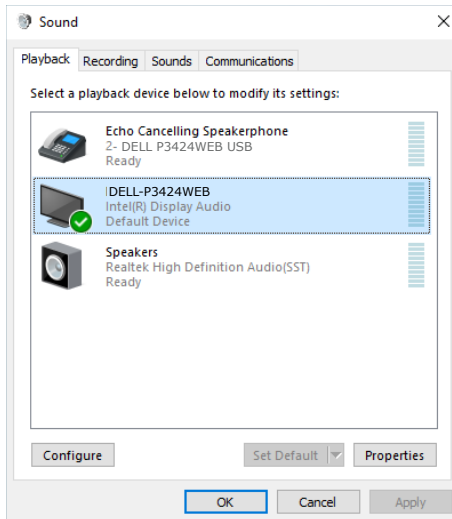 Sound
Playback Recording Sounds Communications
Select a playback device below to modify its settings:
Echo Cancelling Speakerphone
2- DELL P3424WEB USB
Ready
DELL-P3424WEB
Intel(R) Display Audio
Default Device
Speakers
Realtek High Definition Audio(SST)
Ready
Configure Set Default Properties
OK Cancel Apply